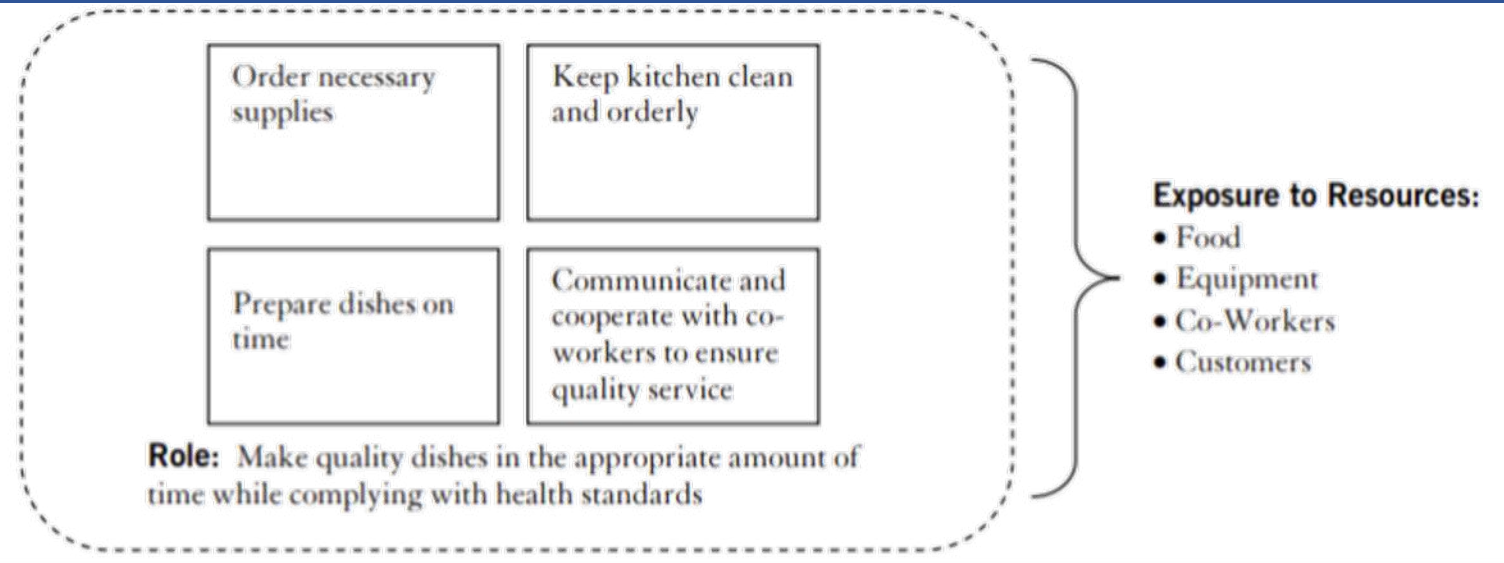 Order necessary
supplies
Keep kitchen clean
and orderly
Prepare dishes on
time
Communicate and
cooperate with co-
workers to ensure
quality service
Role: Make quality dishes in the appropriate amount of
time while complying with health standards
Exposure to Resources:
• Food
• Equipment
• Co-Workers
• Customers